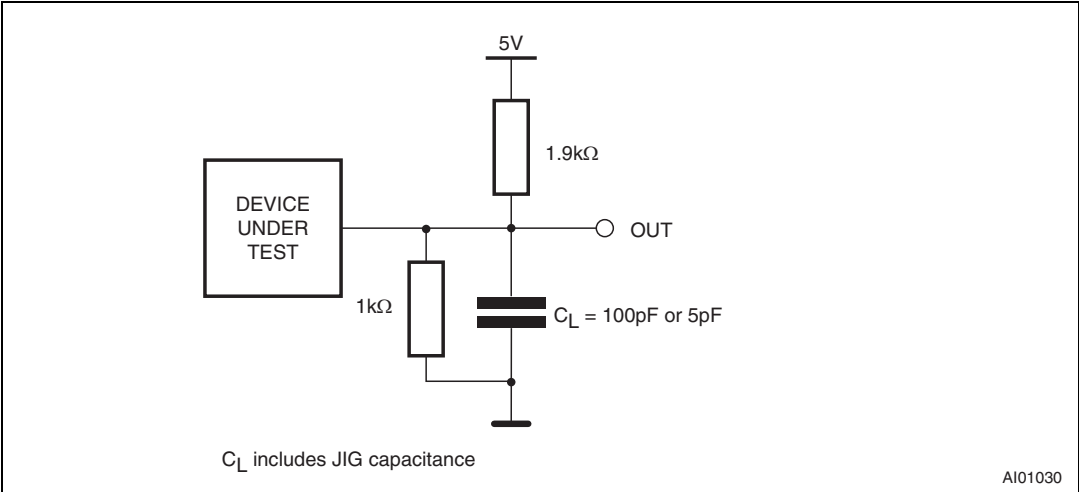 5V
1.9kΩ
DEVICE
UNDER
TEST
OUT
1kΩ
CL = 100pF or 5pF
CL includes JIG capacitance
AI01030